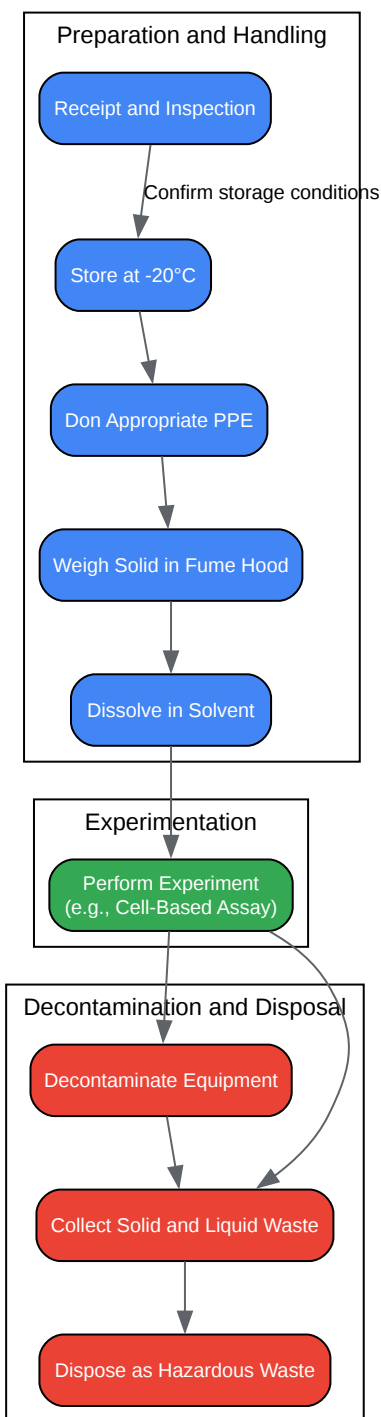 Preparation and Handling
Receipt and Inspection
Confirm storage conditions
Store at -20°C
Don Appropriate PPE
Weigh Solid in Fume Hood
Dissolve in Solvent
Experimentation
Perform Experiment
(e.g., Cell-Based Assay)
Decontamination and Disposal
Decontaminate Equipment
Collect Solid and Liquid Waste
Dispose as Hazardous Waste